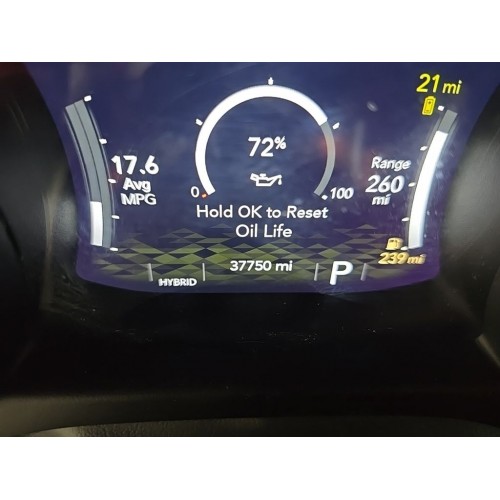 21 mi
17.6
Avg
MPG
72%
0
100
Hold OK to Reset
Oil Life
Range
260
mi
239 mi
HYBRID
37750 mi
P